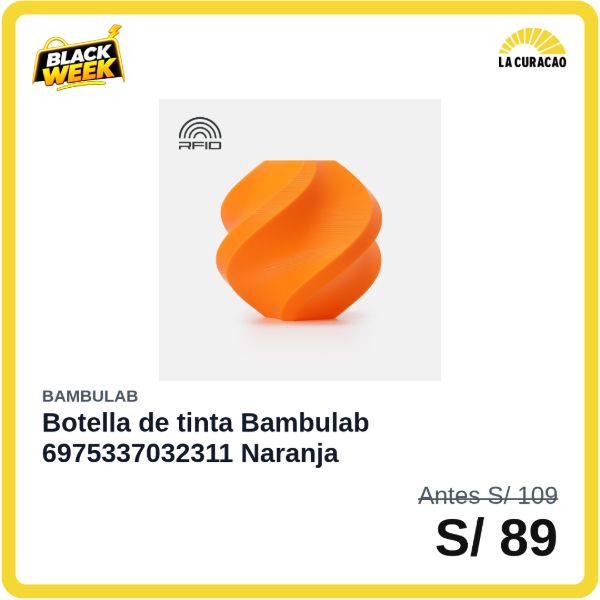 BLACK
WEEK
LA CURACAO
RFID
BAMBULAB
Botella de tinta Bambulab
6975337032311 Naranja
Antes S/ 109
S/ 89